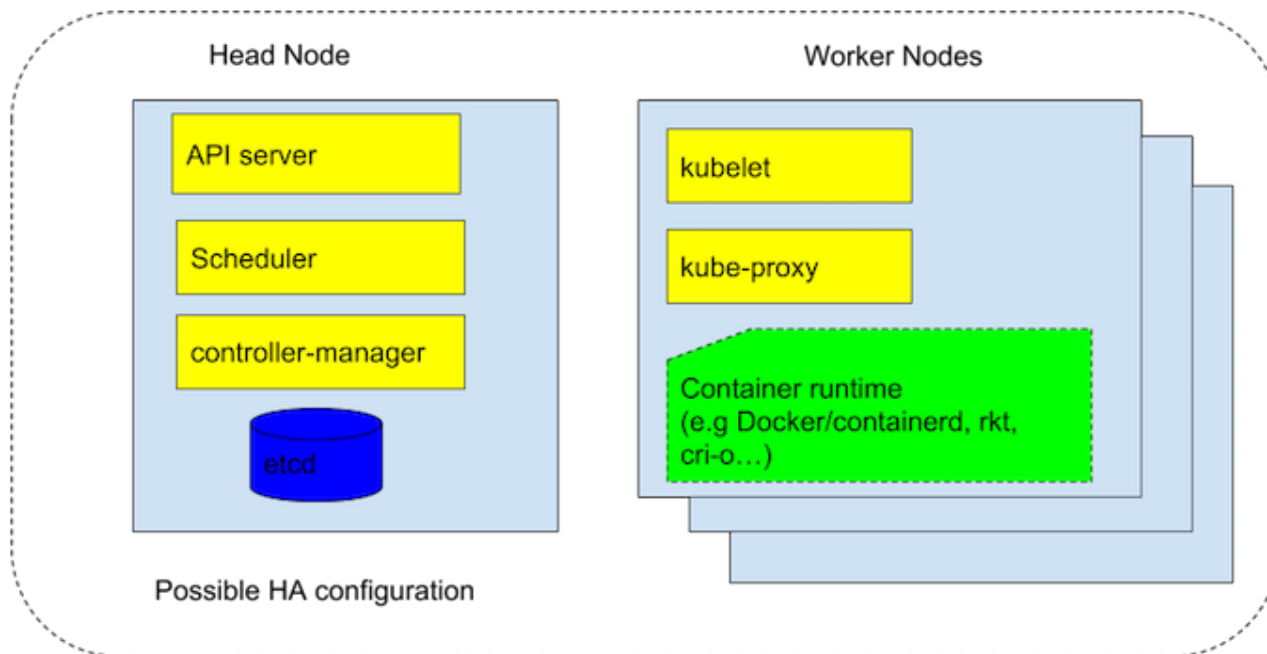 Head Node
API server
Scheduler
controller-manager
etcd
Possible HA configuration
Worker Nodes
kubelet
kube-proxy
Container runtime
(e.g Docker/containerd, rkt,
cri-o…)